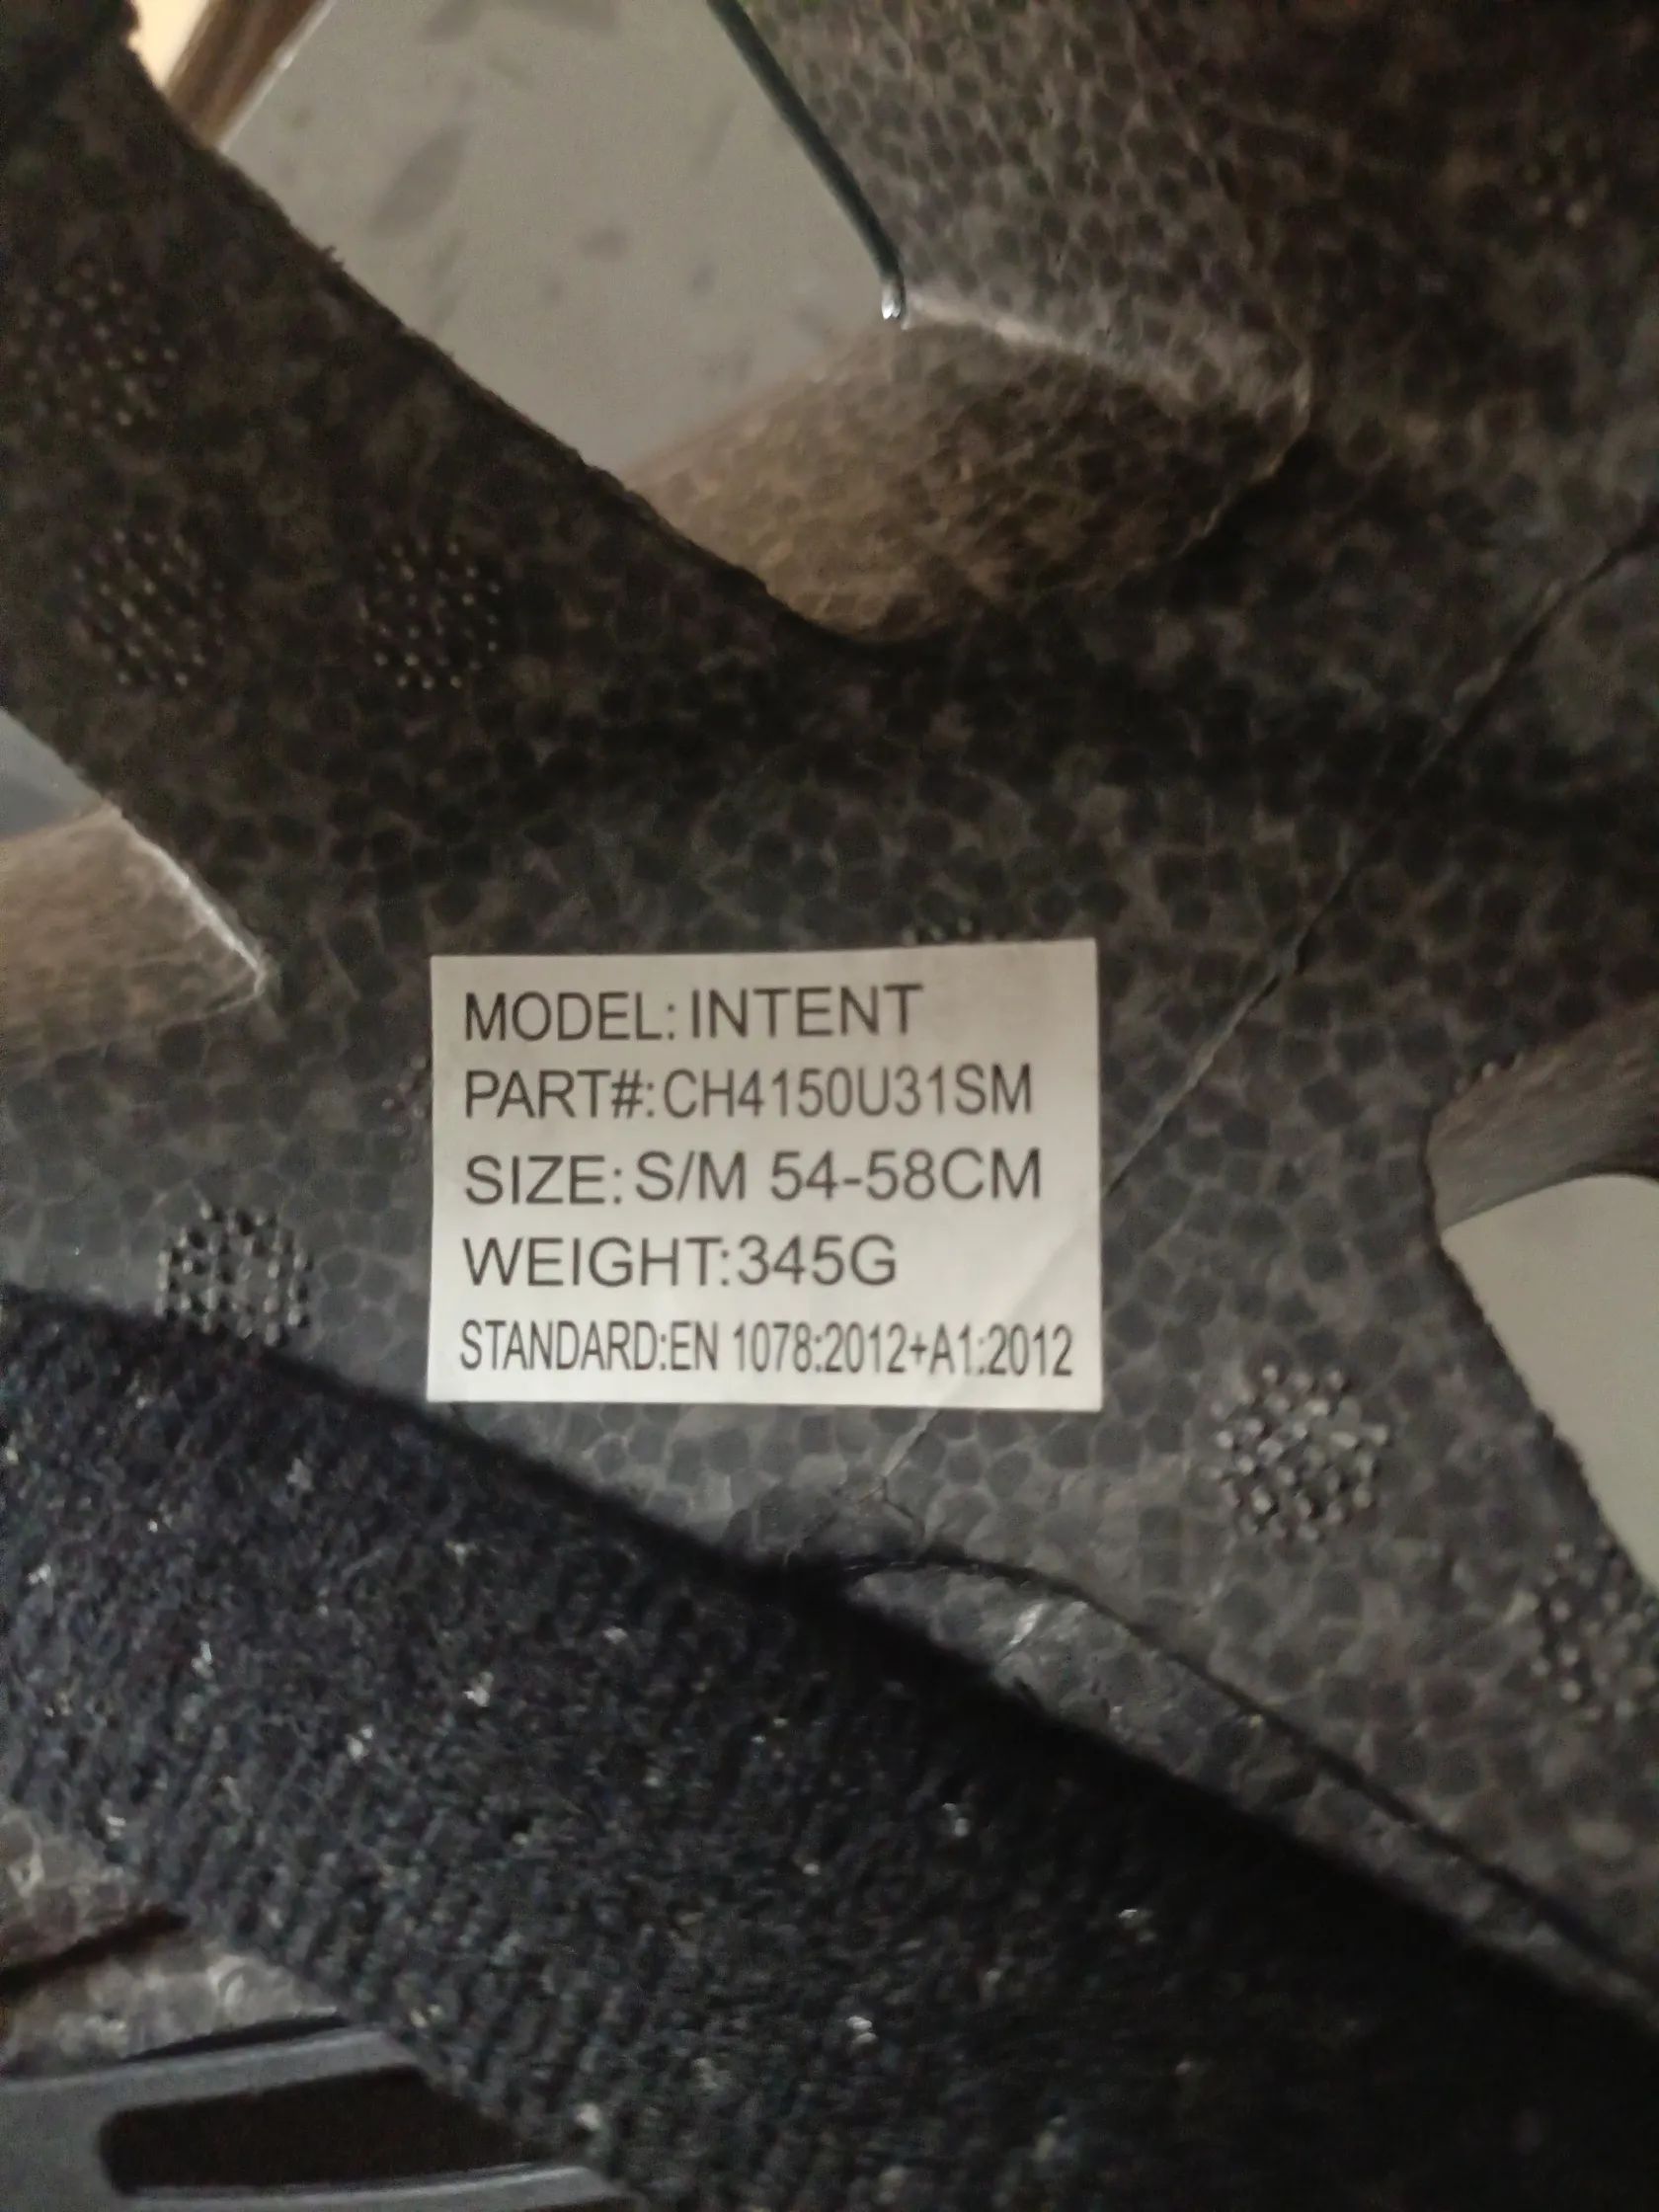 MODEL: INTENT
PART#: CH4150U31SM
SIZE: S/M 54-58CM
WEIGHT:345G
STANDARD:EN 1078:2012+A1:2012